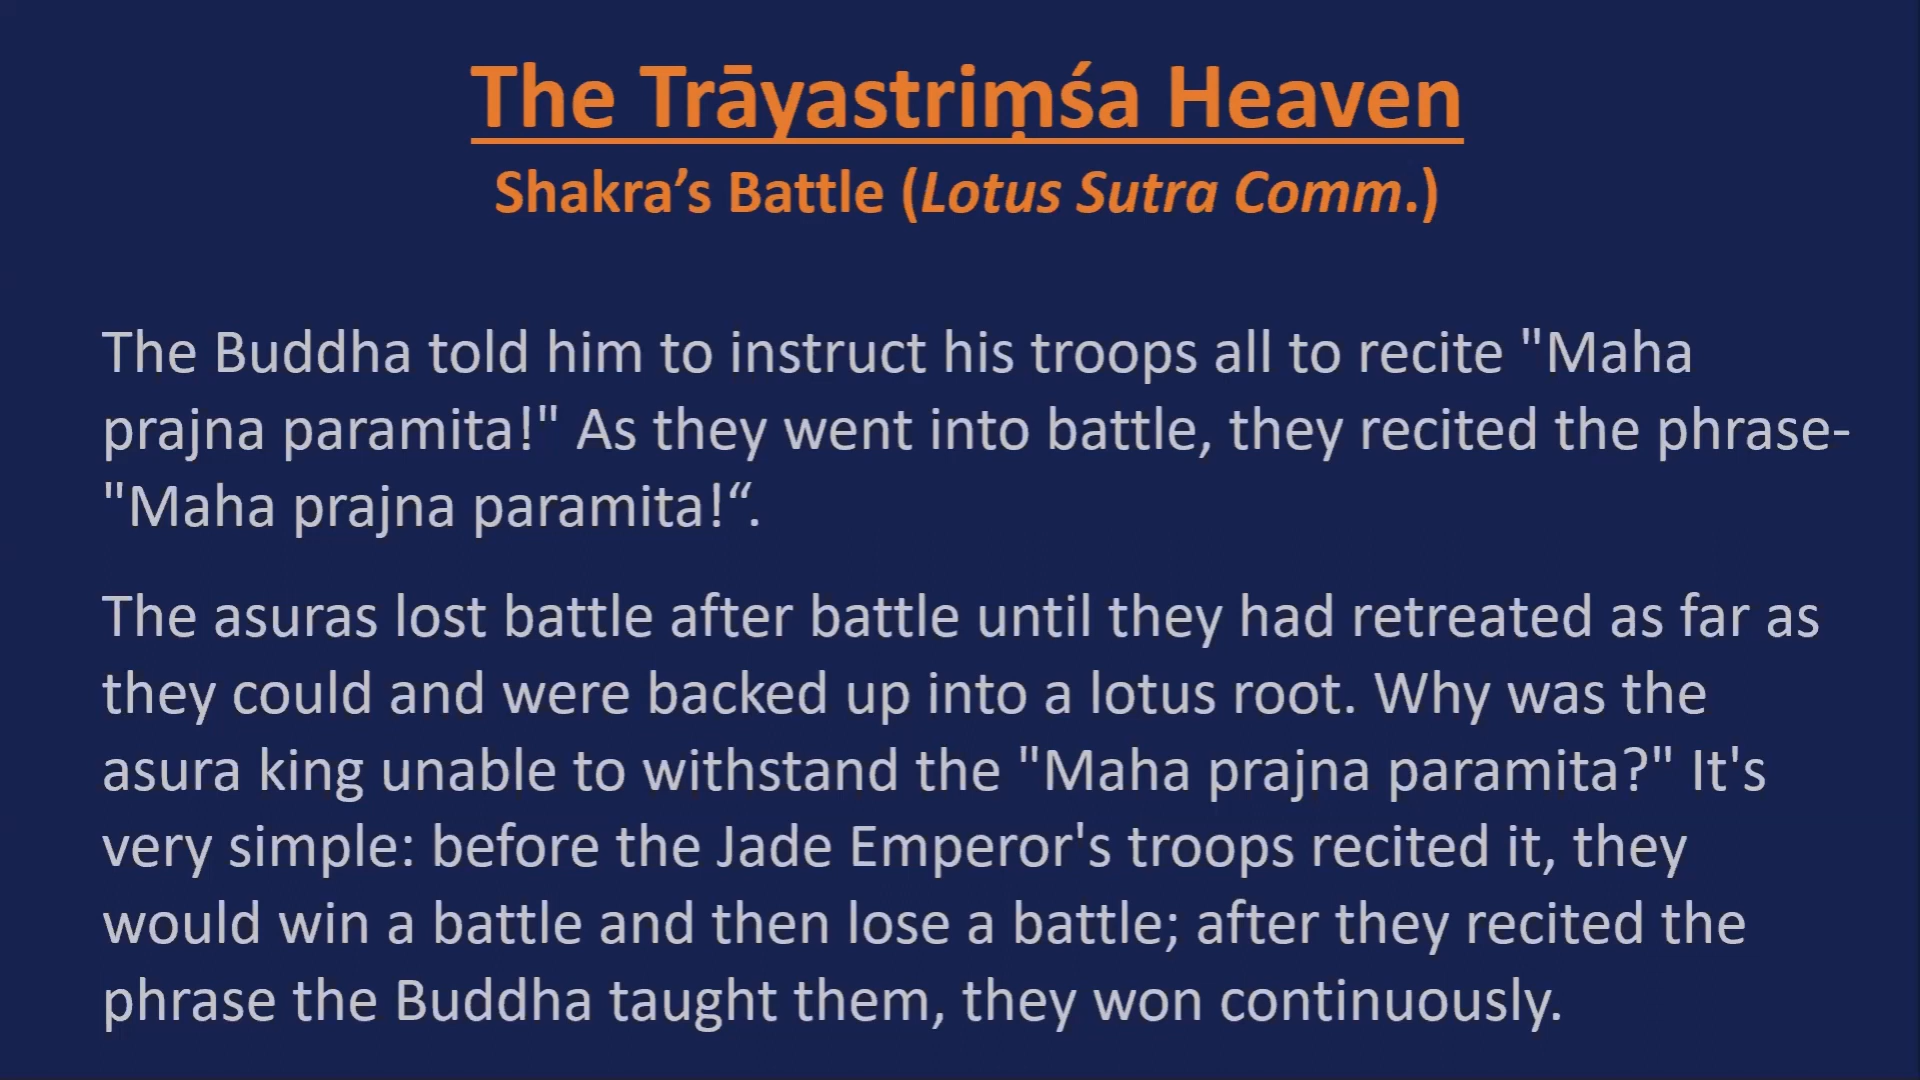 The Trāyastriṃśa Heaven
Shakra’s Battle (Lotus Sutra Comm.)
The Buddha told him to instruct his troops all to recite "Maha
prajna paramita!" As they went into battle, they recited the phrase-
"Maha prajna paramita!“.
The asuras lost battle after battle until they had retreated as far as
they could and were backed up into a lotus root. Why was the
asura king unable to withstand the "Maha prajna paramita?" It's
very simple: before the Jade Emperor's troops recited it, they
would win a battle and then lose a battle; after they recited the
phrase the Buddha taught them, they won continuously.